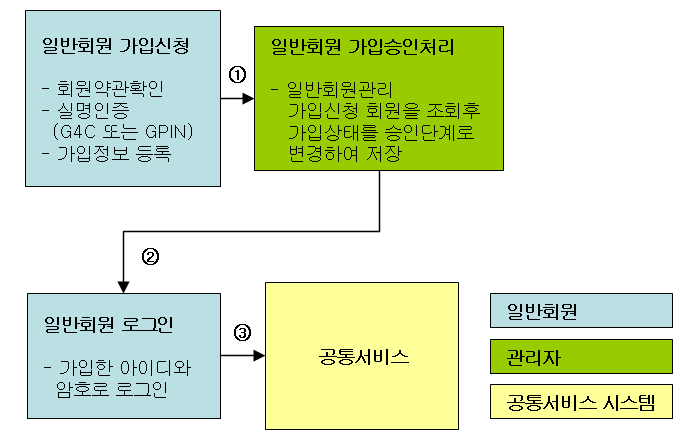 일반회원 가입신청
- 회원약관확인
- 실명인증
(G4C 또는 GPIN)
- 가입정보 등록
①
일반회원 가입승인처리
- 일반회원관리
가입신청 회원을 조회후
가입상태를 승인단계로
변경하여 저장
②
일반회원 로그인
- 가입한 아이디와
암호로 로그인
③
공통서비스
일반회원
관리자
공통서비스 시스템